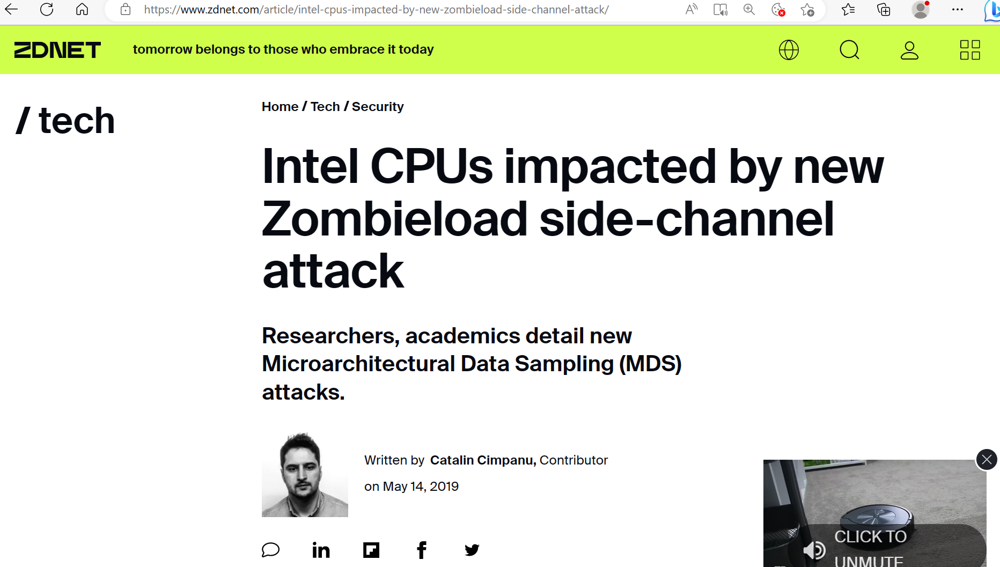 https://www.zdnet.com/article/intel-cpus-impacted-by-new-zombieload-side-channel-attack/
ZDNET
tomorrow belongs to those who embrace it today
/ tech
Home / Tech / Security
Intel CPUs impacted by new
Zombieload side-channel
attack
Researchers, academics detail new
Microarchitectural Data Sampling (MDS)
attacks.
Written by Catalin Cimpanu, Contributor
on May 14, 2019
CLICK TO
UNMUTE